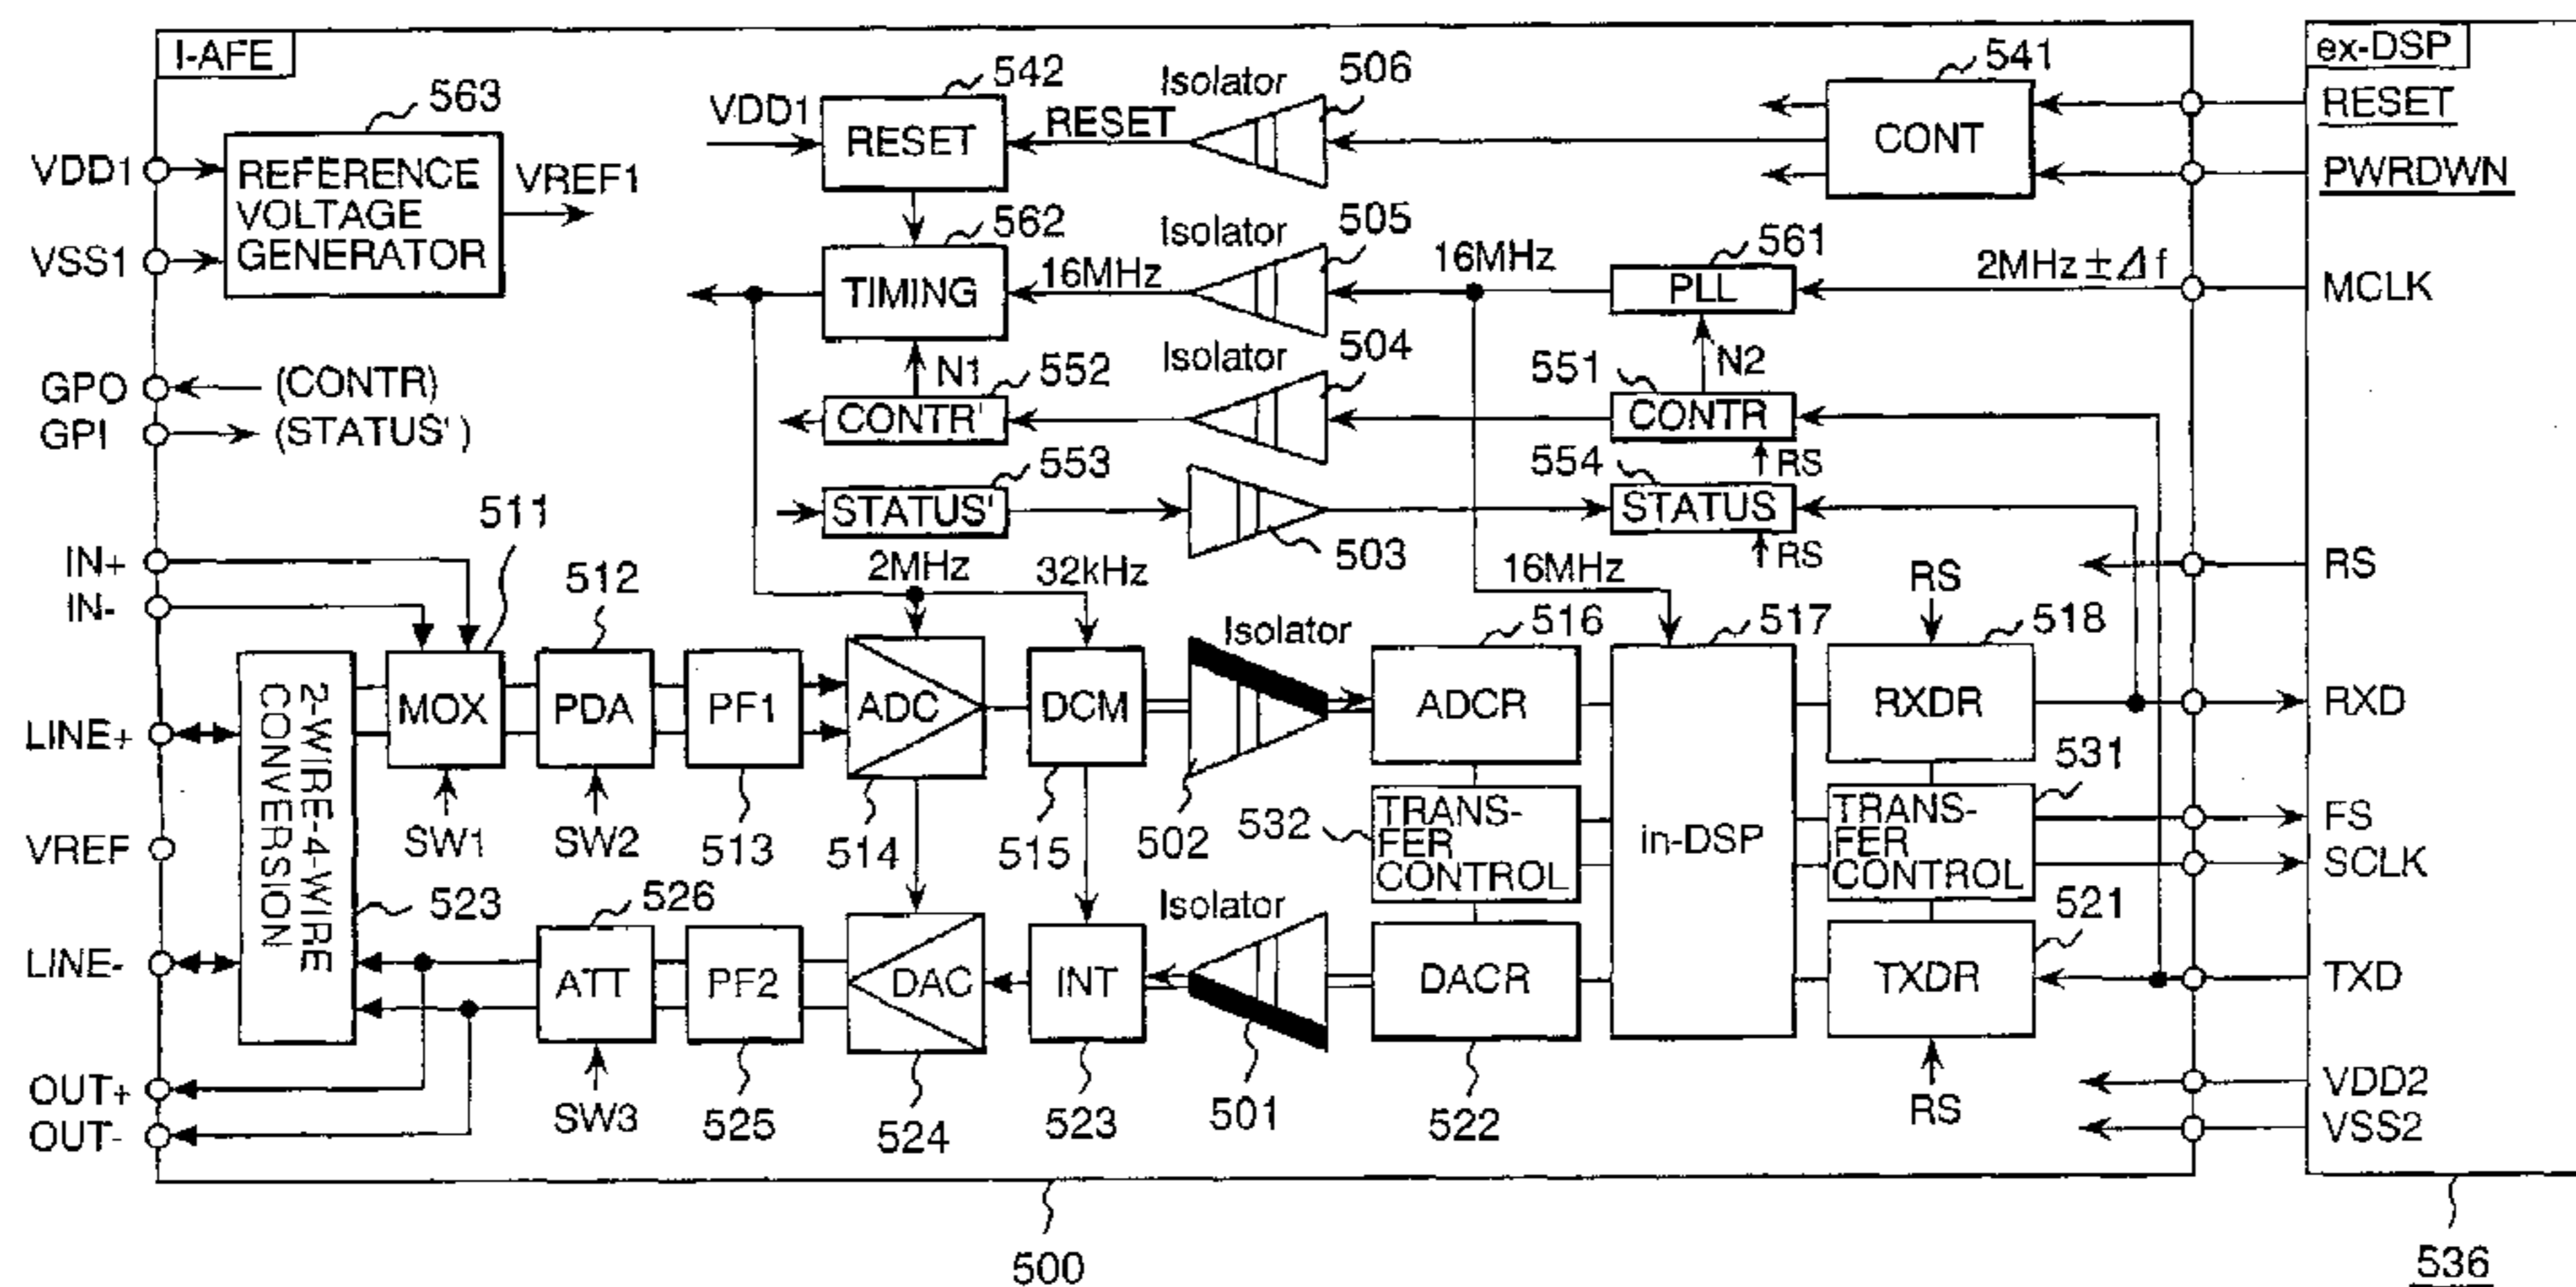 I-AFE
ex-DSP
542
Isolator
506
541
RESET
563
VDD1
RESET
RESET
CONT
VDD1
REFERENCE
VOLTAGE
GENERATOR
VREF1
PWRDWN
VSS1
562
Isolator
505
561
TIMING
16MHz
16MHz
PLL
2MHz ± Δf
MCLK
GPO
(CONTR)
N1
552
Isolator
504
551
N2
CONTR'
CONTR
GPI
(STATUS')
553
554
RS
STATUS'
503
STATUS
RS
511
2MHz
32kHz
16MHz
RS
RS
IN+
IN-
512
Isolator
516
517
518
LINE+
2-WIRE-4-WIRE
CONVERSION
MOX
PDA
PF1
ADC
DCM
ADCR
in-DSP
RXDR
RXD
531
SW1
SW2
513
514
515
502
532
TRANS-
FER
CONTROL
TRANS-
FER
CONTROL
FS
SCLK
VREF
523
526
Isolator
521
LINE-
ATT
PF2
DAC
INT
DACR
TXDR
TXD
OUT+
OUT-
SW3
525
524
523
501
522
RS
VDD2
VSS2
500
536